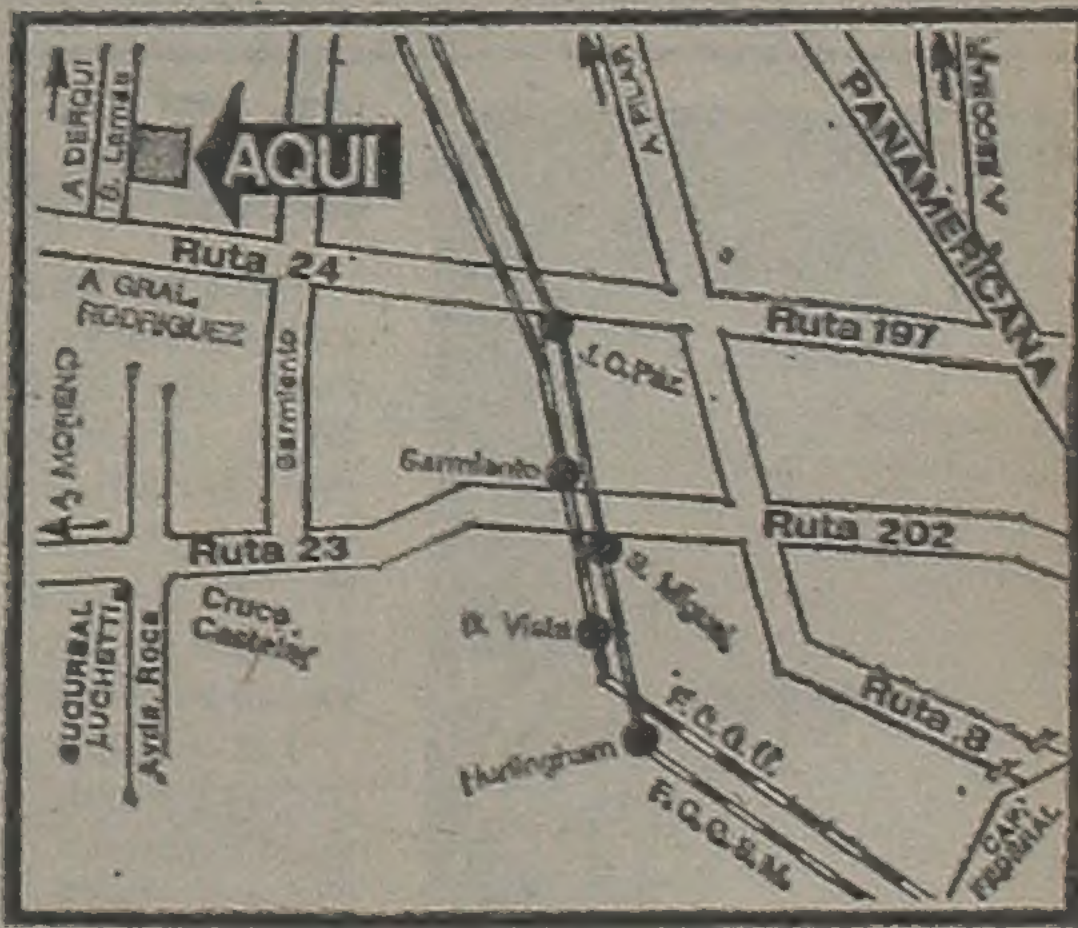 A DERQUI
G. Lamas
AQUI
A PILAR
PANAMERICANA
Ruta 24
A GRAL.
RODRIGUEZ
Ruta 197
J. C. Paz
A MORENO
Sarmiento
Sarmiento
Ruta 23
Ruta 202
S. Miguel
B. Vista
Cruce
Castelar
SUCURSAL
LUCHETTI
Avda. Roca
Ruta 8
Hurlingham
F.C.G.U.
F.C.G.S.M.
CAP.
FEDERAL